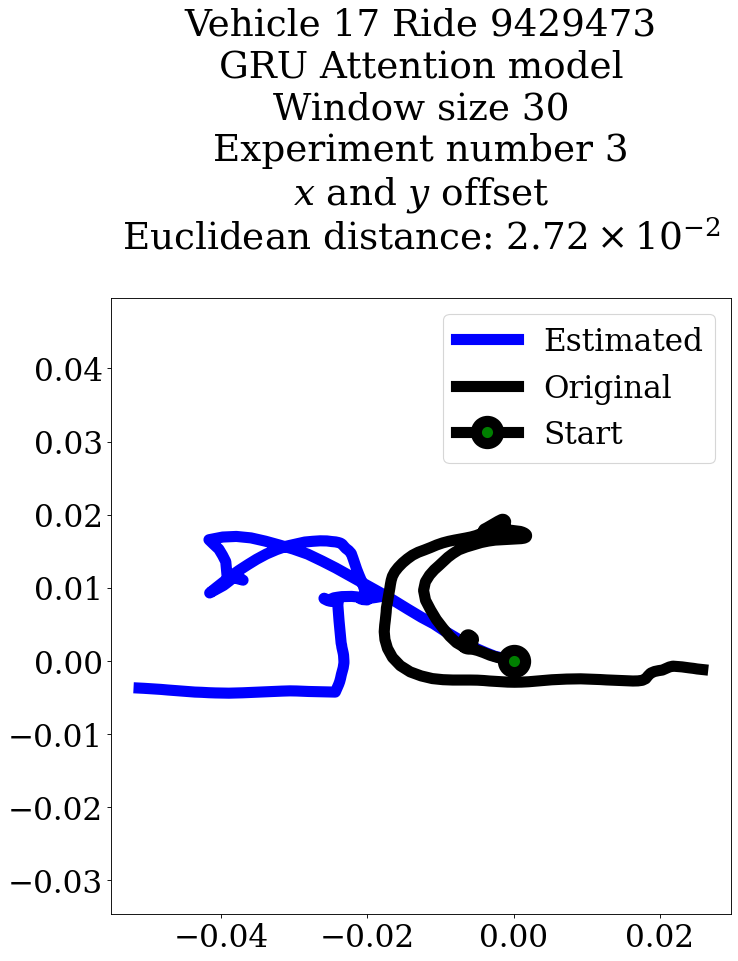 Vehicle 17 Ride 9429473
GRU Attention model
Window size 30
Experiment number 3
x and y offset
Euclidean distance: 2.72 × 10⁻²
Estimated
Original
Start
0.04
0.03
0.02
0.01
0.00
−0.01
−0.02
−0.03
−0.04 −0.02 0.00 0.02